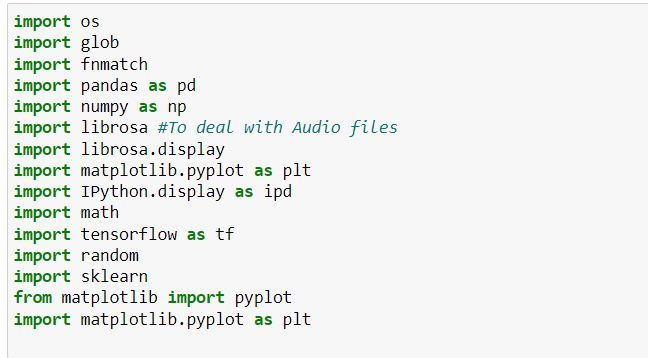 import os
import glob
import fnmatch
import pandas as pd
import numpy as np
import librosa #To deal with Audio files
import librosa.display
import matplotlib.pyplot as plt
import IPython.display as ipd
import math
import tensorflow as tf
import random
import sklearn
from matplotlib import pyplot
import matplotlib.pyplot as plt